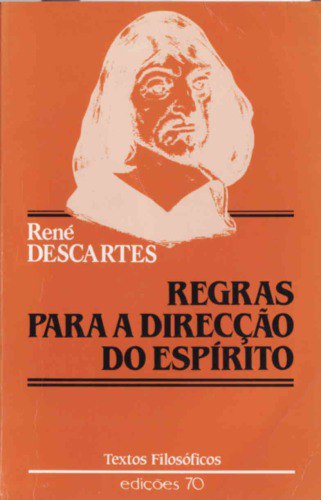 René
DESCARTES
REGRAS
PARA A DIRECÇÃO
DO ESPÍRITO
Textos Filosóficos
edições 70